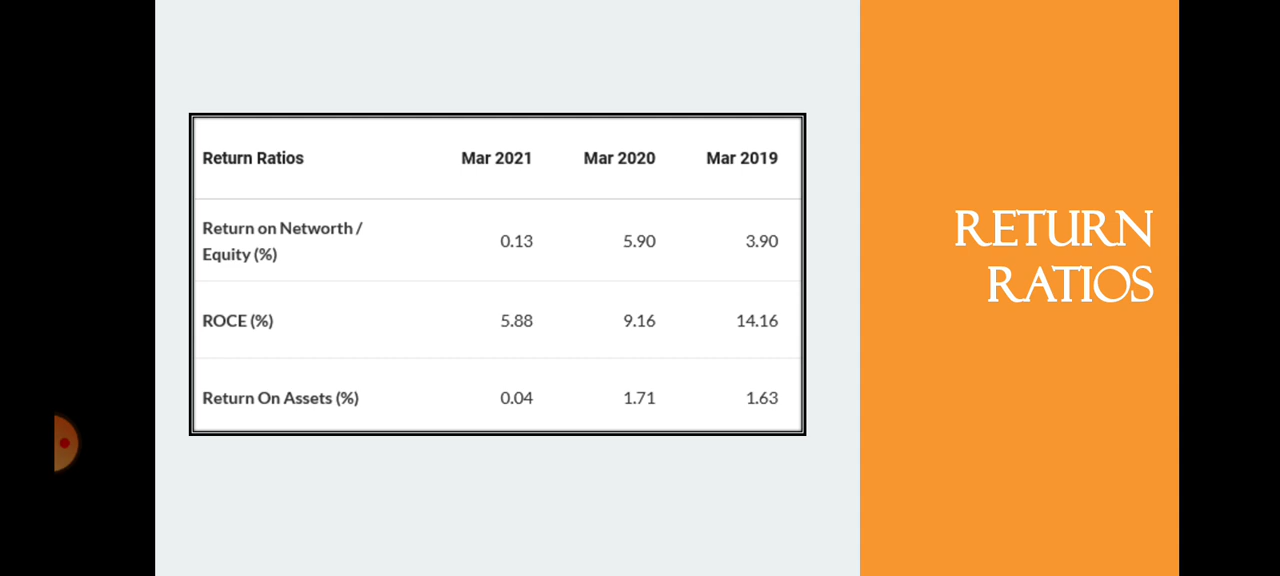 Return Ratios Mar 2021 Mar 2020 Mar 2019
Return on Networth /
Equity (%) 0.13 5.90 3.90
ROCE (%) 5.88 9.16 14.16
Return On Assets (%) 0.04 1.71 1.63
RETURN
RATIOS